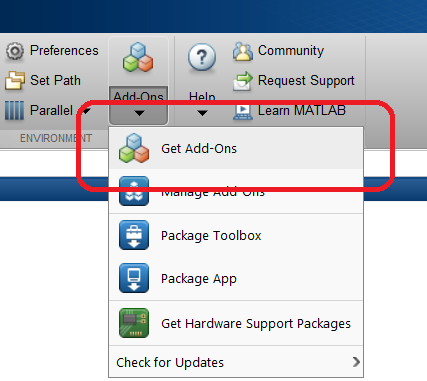 Preferences
Community
Set Path
Request Support
Parallel
Add-Ons
Help
Learn MATLAB
ENVIRONMENT
Get Add-Ons
Manage Add-Ons
Package Toolbox
Package App
Get Hardware Support Packages
Check for Updates